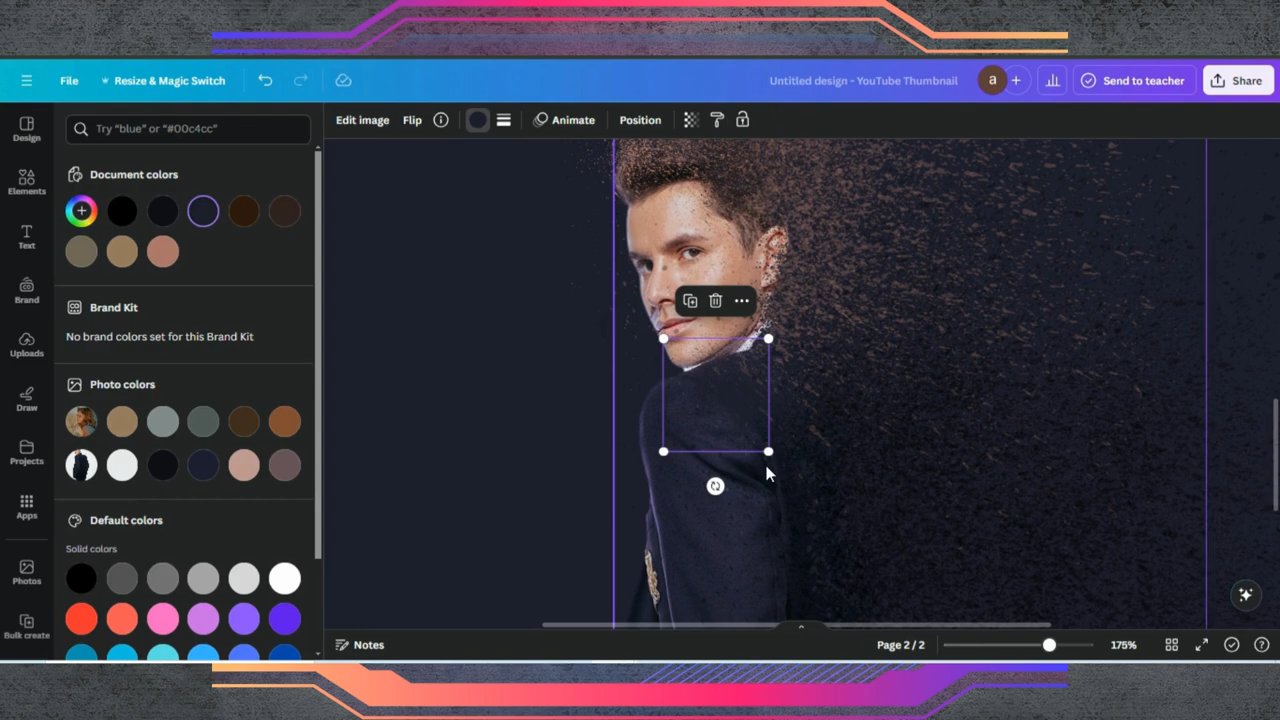 File
Resize & Magic Switch
Untitled design - YouTube Thumbnail
a
+
Send to teacher
Share
Design
Elements
Text
Brand
Uploads
Draw
Projects
Apps
Photos
Bulk create
Try “blue” or “#00c4cc”
Document colors
Brand Kit
No brand colors set for this Brand Kit
Photo colors
Default colors
Solid colors
Edit image
Flip
Animate
Position
Notes
Page 2 / 2
175%